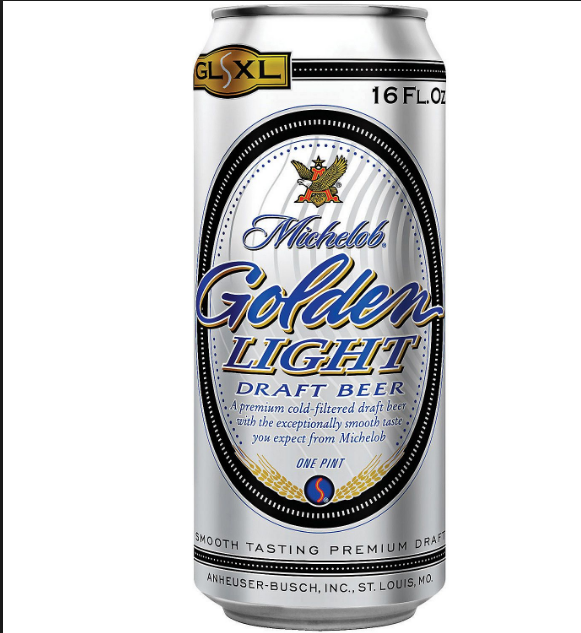 GLSXL
16 FL. Oz
Michelob.
Golden
LIGHT
DRAFT BEER
A premium cold-filtered draft beer
with the exceptionally smooth taste
you expect from Michelob
ONE PINT
S
SMOOTH TASTING PREMIUM DRAFT
ANHEUSER-BUSCH, INC., ST. LOUIS, MO.